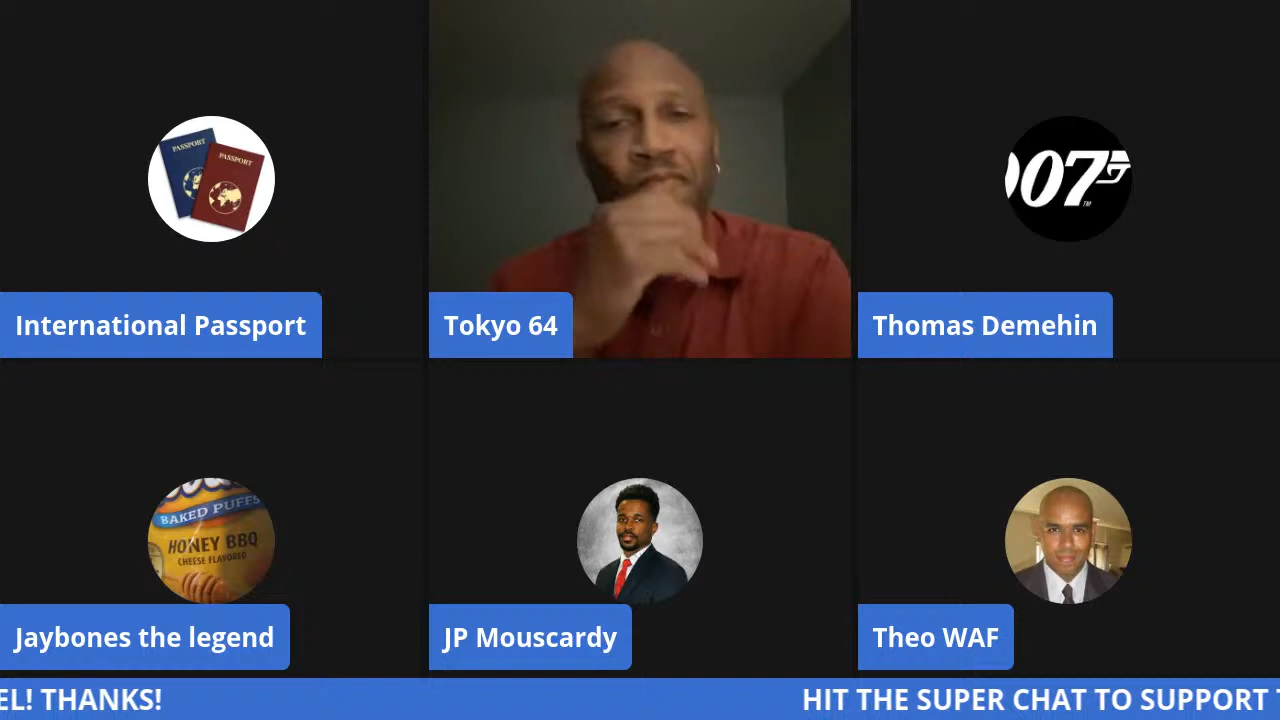 PASSPORT
PASSPORT
International Passport
Tokyo 64
007
TM
Thomas Demehin
BAKED PUFFS
HONEY BBQ
CHEESE FLAVORED
Jaybones the legend
JP Mouscardy
Theo WAF
EL! THANKS!
HIT THE SUPER CHAT TO SUPPORT